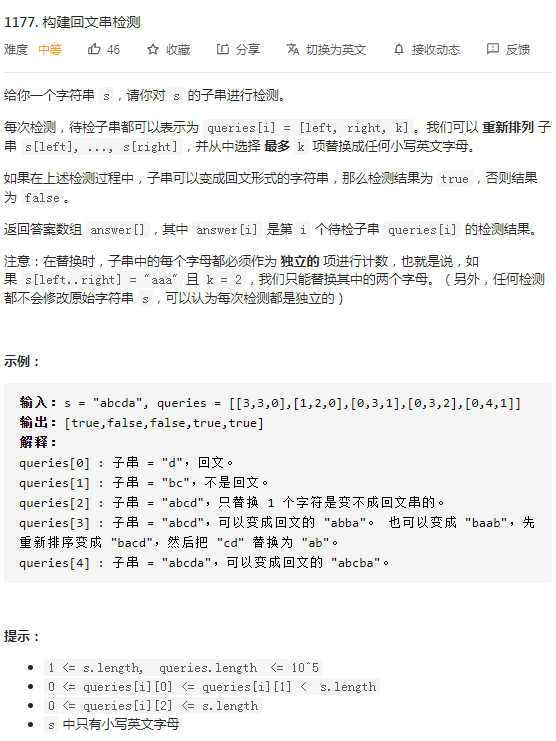 1177. 构建回文串检测
难度 中等 46 收藏 分享 切换为英文 接收动态 反馈
给你一个字符串 s，请你对 s 的子串进行检测。
每次检测，待检子串都可以表示为 queries[i] = [left, right, k]。我们可以 重新排列 子
串 s[left], ..., s[right]，并从中选择 最多 k 项替换成任何小写英文字母。
如果在上述检测过程中，子串可以变成回文形式的字符串，那么检测结果为 true，否则结果
为 false。
返回答案数组 answer[]，其中 answer[i] 是第 i 个待检子串 queries[i] 的检测结果。
注意：在替换时，子串中的每个字母都必须作为 独立的 项进行计数，也就是说，如
果 s[left..right] = "aaa" 且 k = 2，我们只能替换其中的两个字母。（另外，任何检测
都不会修改原始字符串 s，可以认为每次检测都是独立的）
示例：
输入：s = "abcda", queries = [[3,3,0],[1,2,0],[0,3,1],[0,3,2],[0,4,1]]
输出：[true,false,false,true,true]
解释：
queries[0] : 子串 = "d"，回文。
queries[1] : 子串 = "bc"，不是回文。
queries[2] : 子串 = "abcd"，只替换 1 个字符是变不成回文串的。
queries[3] : 子串 = "abcd"，可以变成回文的 "abba"。 也可以变成 "baab"，先
重新排序变成 "bacd"，然后把 "cd" 替换为 "ab"。
queries[4] : 子串 = "abcda"，可以变成回文的 "abcba"。
提示：
1 <= s.length, queries.length <= 10^5
0 <= queries[i][0] <= queries[i][1] < s.length
0 <= queries[i][2] <= s.length
s 中只有小写英文字母